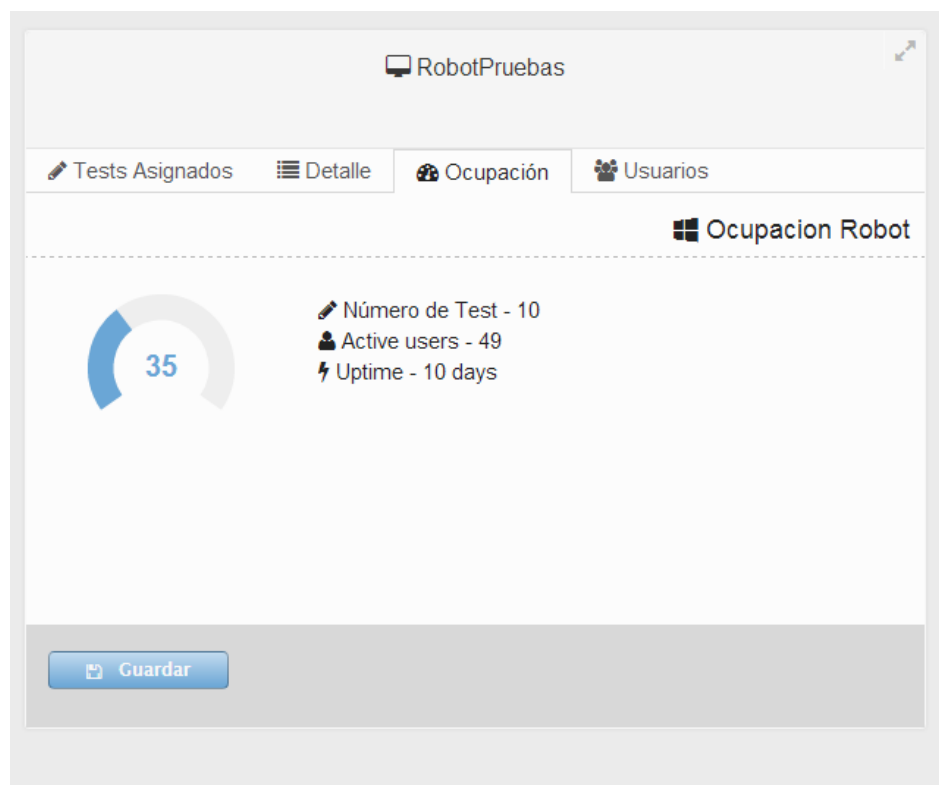 RobotPruebas
Tests Asignados Detalle Ocupación Usuarios
Ocupacion Robot
35
Número de Test - 10
Active users - 49
Uptime - 10 days
Guardar